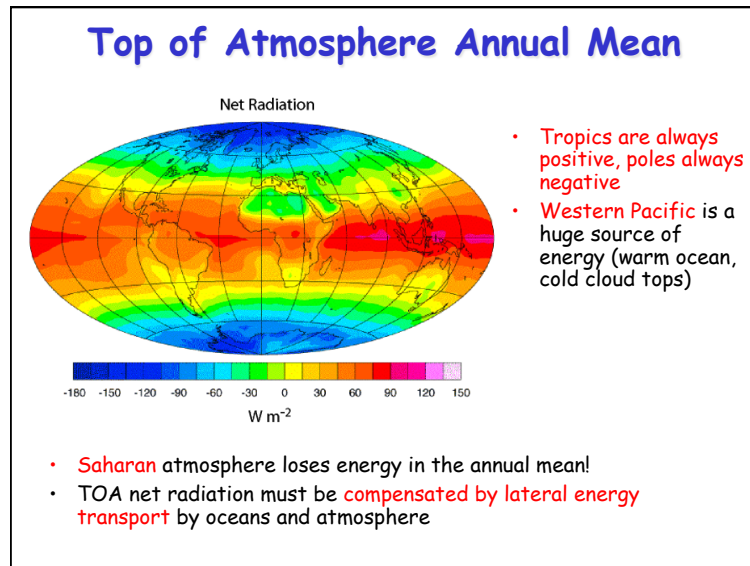 Top of Atmosphere Annual Mean
Net Radiation
• Tropics are always
positive, poles always
negative
• Western Pacific is a
huge source of
energy (warm ocean,
cold cloud tops)
-180 -150 -120 -90 -60 -30 0 30 60 90 120 150
W m-2
• Saharan atmosphere loses energy in the annual mean!
• TOA net radiation must be compensated by lateral energy
transport by oceans and atmosphere